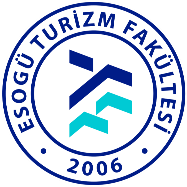 ESOGÜ TURİZM FAKÜLTESİ
• 2006 •